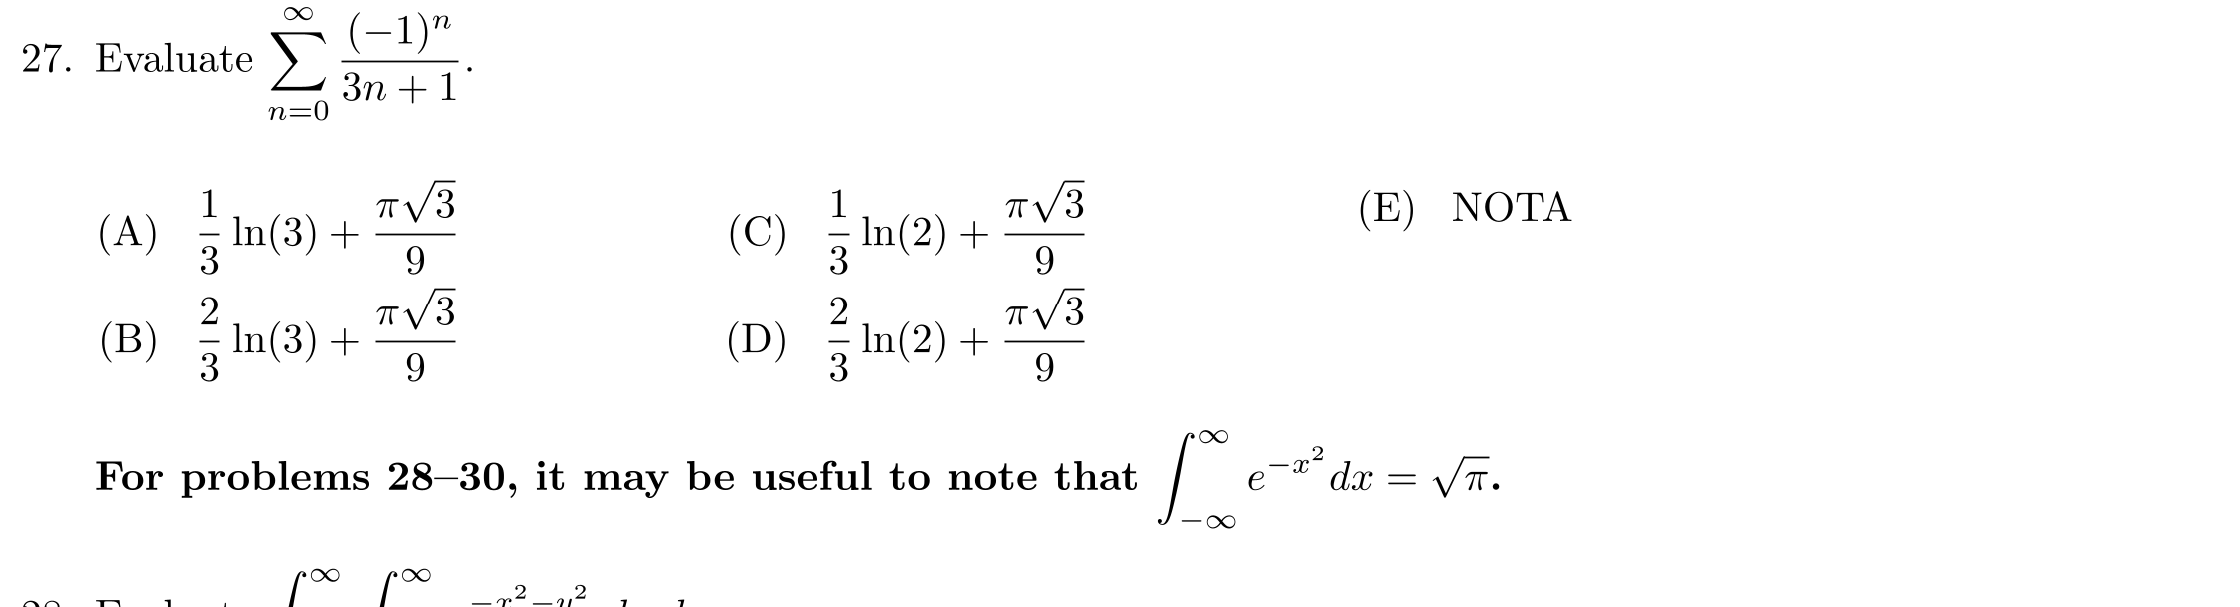 27. Evaluate $\sum_{n=0}^{\infty} \frac{(-1)^n}{3n+1}$.
(A) $\frac{1}{3}\ln(3) + \frac{\pi\sqrt{3}}{9}$ (C) $\frac{1}{3}\ln(2) + \frac{\pi\sqrt{3}}{9}$ (E) NOTA
(B) $\frac{2}{3}\ln(3) + \frac{\pi\sqrt{3}}{9}$ (D) $\frac{2}{3}\ln(2) + \frac{\pi\sqrt{3}}{9}$
For problems 28–30, it may be useful to note that $\int_{-\infty}^{\infty} e^{-x^2} dx = \sqrt{\pi}$.